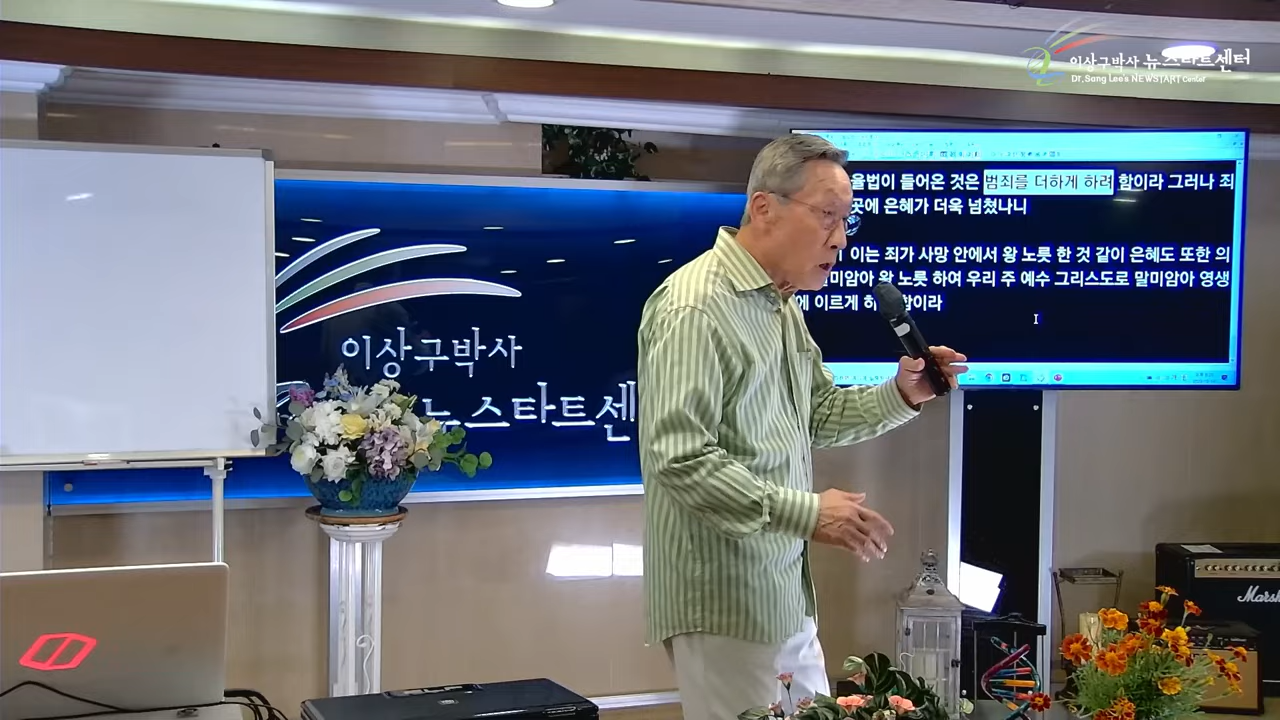 이상구박사 뉴스타트센터
Dr. Sang Lee's NEWSTART Center
율법이 들어온 것은 범죄를 더하게 하려 함이라 그러나 죄
곳에 은혜가 더욱 넘쳤나니
이는 죄가 사망 안에서 왕 노릇 한 것 같이 은혜도 또한 의
말미암아 왕 노릇 하여 우리 주 예수 그리스도로 말미암아 영생
에 이르게 하 함이라
이상구박사
뉴스타트센
Marsh